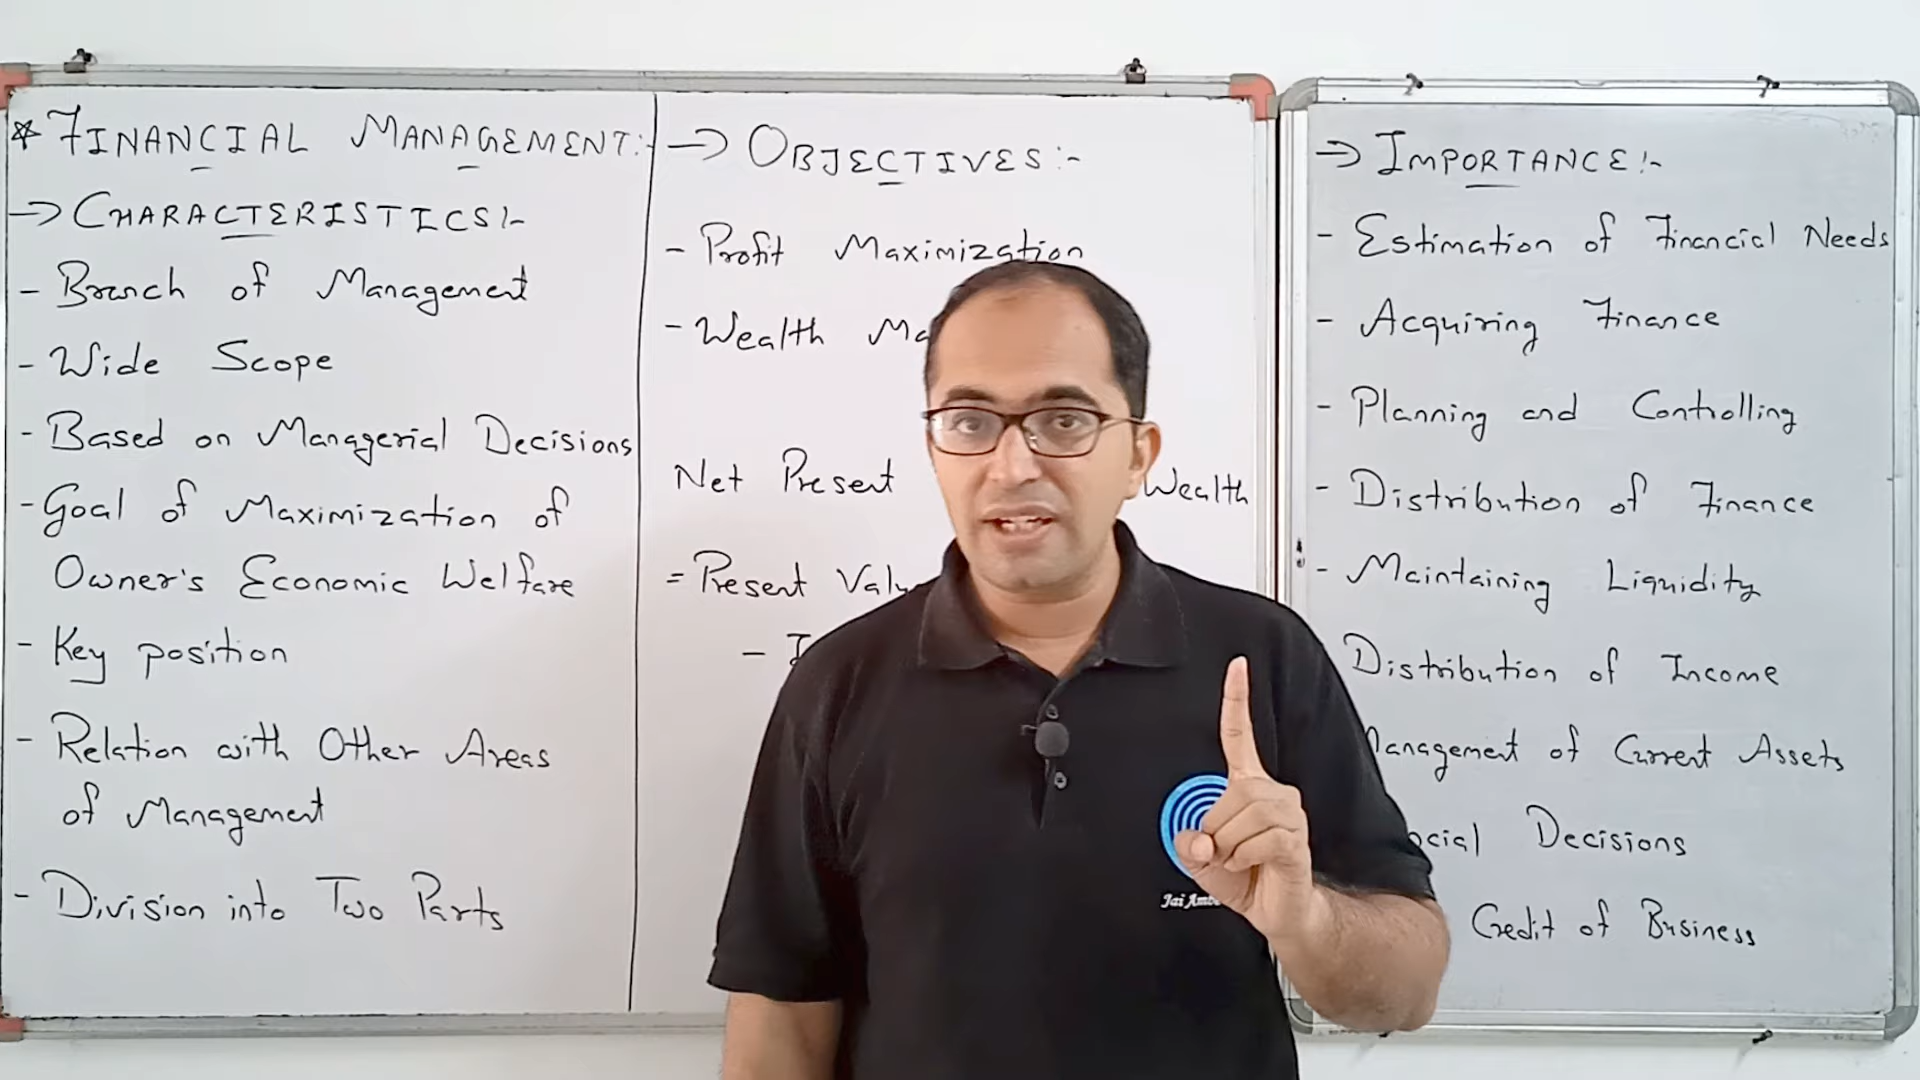 * FINANCIAL MANAGEMENT:-
→ CHARACTERISTICS:-
- Branch of Management
- Wide Scope
- Based on Managerial Decisions
- Goal of Maximization of
Owner's Economic Welfare
- Key position
- Relation with Other Areas
of Management
- Division into Two Parts
→ OBJECTIVES:-
- Profit Maximization
- Wealth
Net Present Wealth
= Present
-
→ IMPORTANCE:-
- Estimation of Financial Needs
- Acquiring Finance
- Planning and Controlling
- Distribution of Finance
- Maintaining Liquidity
Distribution of Income
Management of Current Assets
Decisions
Credit of Business
Jai